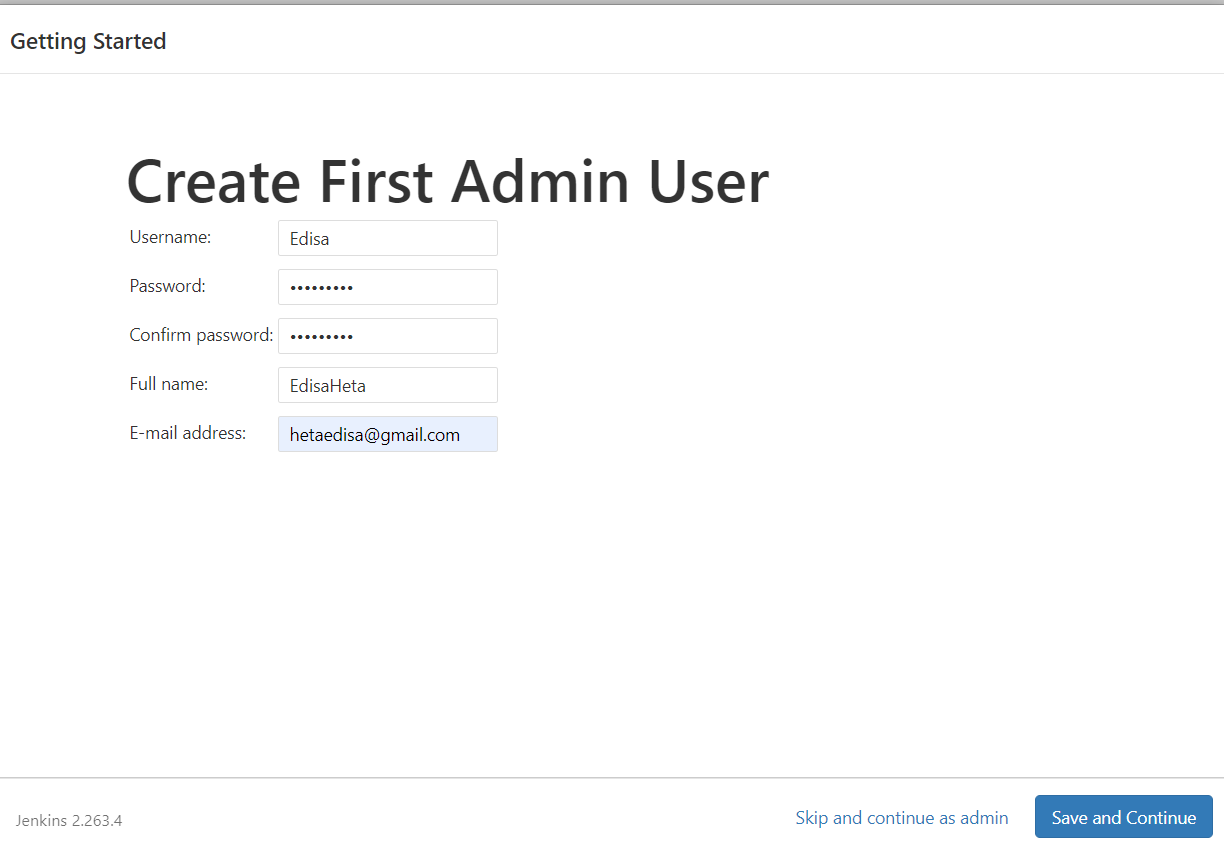 Getting Started
Create First Admin User
Username: Edisa
Password: •••••••••
Confirm password: •••••••••
Full name: EdisaHeta
E-mail address: hetaedisa@gmail.com
Jenkins 2.263.4 Skip and continue as admin Save and Continue